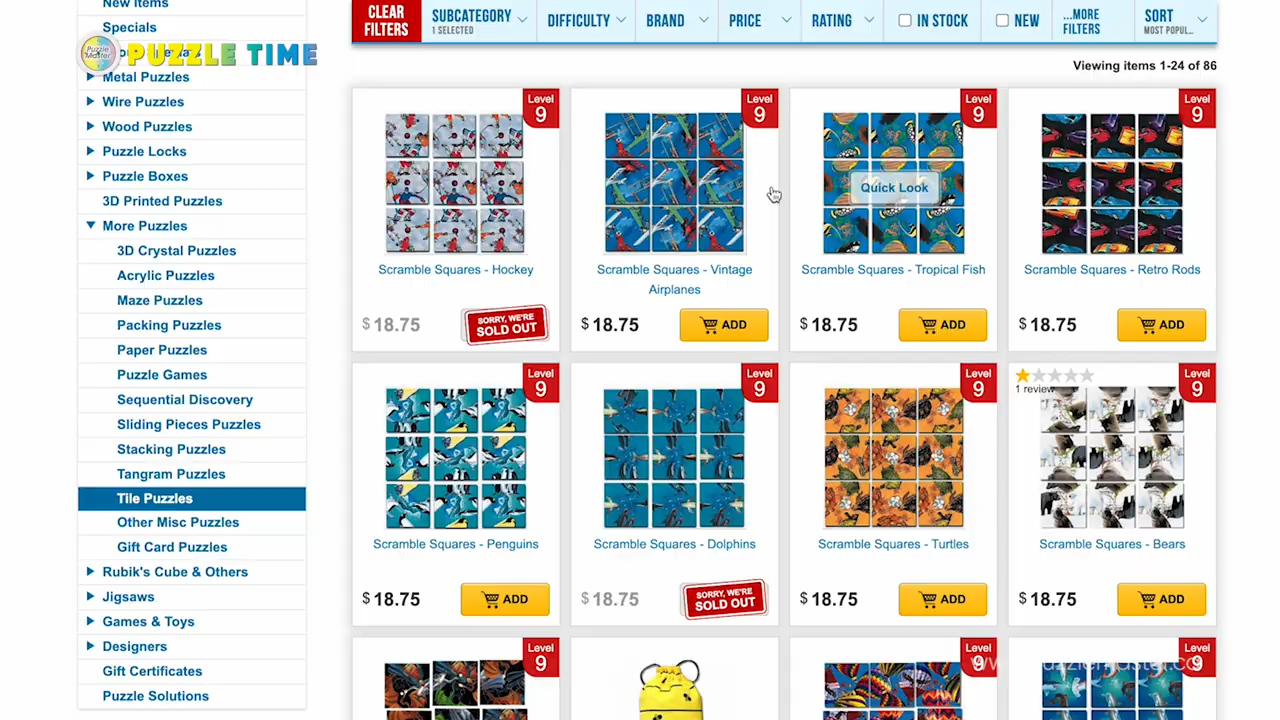 New Items
Specials
Puzzle Master
PUZZLE TIME
Metal Puzzles
Wire Puzzles
Wood Puzzles
Puzzle Locks
Puzzle Boxes
3D Printed Puzzles
More Puzzles
3D Crystal Puzzles
Acrylic Puzzles
Maze Puzzles
Packing Puzzles
Paper Puzzles
Puzzle Games
Sequential Discovery
Sliding Pieces Puzzles
Stacking Puzzles
Tangram Puzzles
Tile Puzzles
Other Misc Puzzles
Gift Card Puzzles
Rubik's Cube & Others
Jigsaws
Games & Toys
Designers
Gift Certificates
Puzzle Solutions
CLEAR FILTERS
SUBCATEGORY
1 SELECTED
DIFFICULTY
BRAND
PRICE
RATING
IN STOCK
NEW
...MORE FILTERS
SORT
MOST POPUL...
Viewing items 1-24 of 86
Level 9
Scramble Squares - Hockey
$ 18.75
SORRY, WE'RE SOLD OUT
Level 9
Scramble Squares - Vintage
Airplanes
$ 18.75
ADD
Level 9
Quick Look
Scramble Squares - Tropical Fish
$ 18.75
ADD
Level 9
Scramble Squares - Retro Rods
$ 18.75
ADD
Level 9
Scramble Squares - Penguins
$ 18.75
ADD
Level 9
Scramble Squares - Dolphins
$ 18.75
SORRY, WE'RE SOLD OUT
Level 9
Scramble Squares - Turtles
$ 18.75
ADD
1 review
Level 9
Scramble Squares - Bears
$ 18.75
ADD
Level 9
Level 9
Level 9